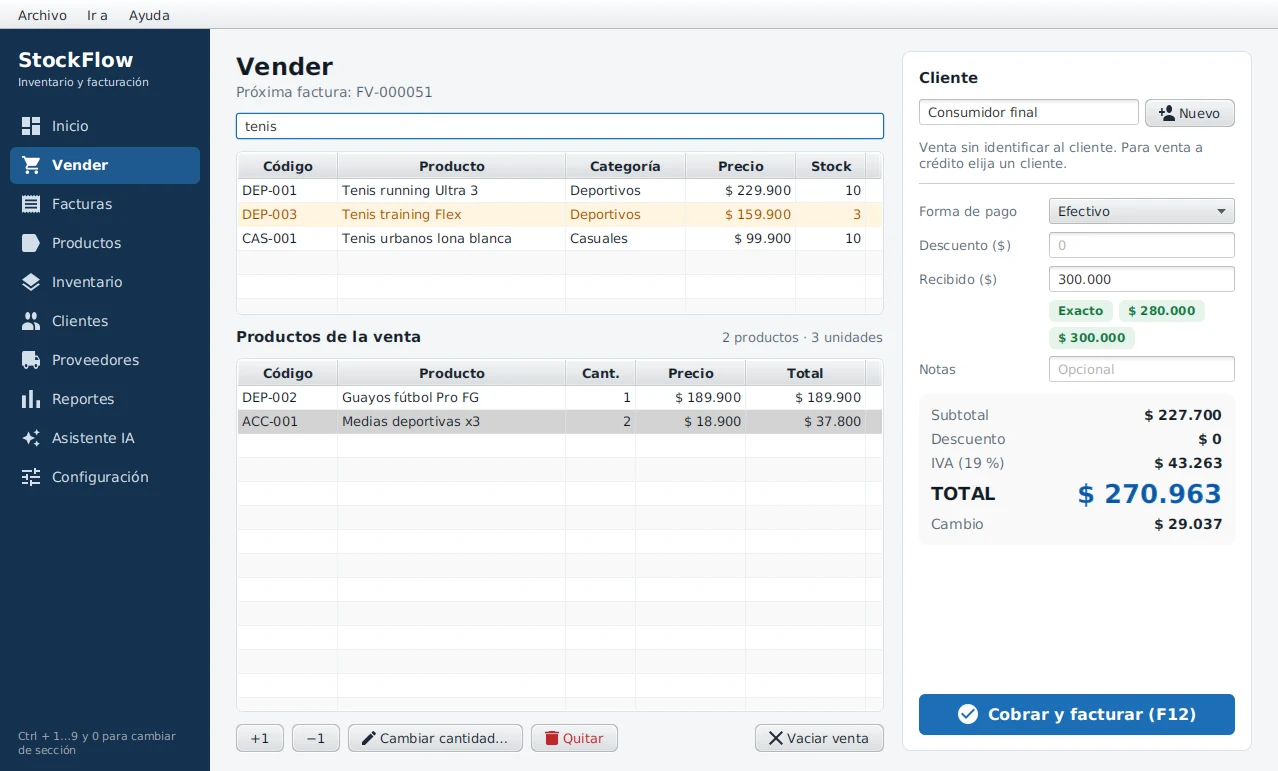 Archivo Ir a Ayuda
StockFlow
Inventario y facturación
Inicio
Vender
Facturas
Productos
Inventario
Clientes
Proveedores
Reportes
Asistente IA
Configuración
Ctrl + 1...9 y 0 para cambiar
de sección
Vender
Próxima factura: FV-000051
tenis
Código Producto Categoría Precio Stock
DEP-001 Tenis running Ultra 3 Deportivos $ 229.900 10
DEP-003 Tenis training Flex Deportivos $ 159.900 3
CAS-001 Tenis urbanos lona blanca Casuales $ 99.900 10
Productos de la venta 2 productos · 3 unidades
Código Producto Cant. Precio Total
DEP-002 Guayos fútbol Pro FG 1 $ 189.900 $ 189.900
ACC-001 Medias deportivas x3 2 $ 18.900 $ 37.800
+1 −1 Cambiar cantidad... Quitar Vaciar venta
Cliente
Consumidor final Nuevo
Venta sin identificar al cliente. Para venta a
crédito elija un cliente.
Forma de pago Efectivo
Descuento ($) 0
Recibido ($) 300.000
Exacto $ 280.000
$ 300.000
Notas Opcional
Subtotal $ 227.700
Descuento $ 0
IVA (19 %) $ 43.263
TOTAL $ 270.963
Cambio $ 29.037
Cobrar y facturar (F12)